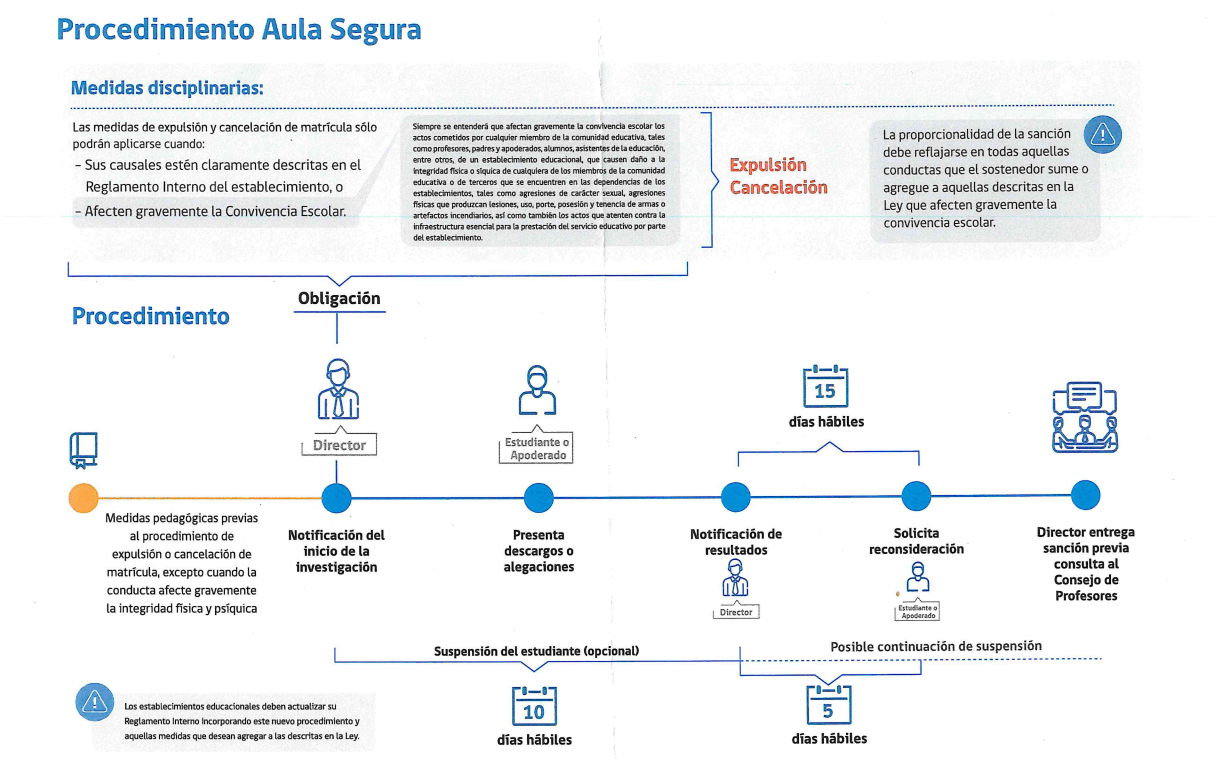 Procedimiento Aula Segura
Medidas disciplinarias:
Las medidas de expulsión y cancelación de matrícula sólo
podrán aplicarse cuando:
– Sus causales estén claramente descritas en el
Reglamento Interno del establecimiento, o
– Afecten gravemente la Convivencia Escolar.
Siempre se entenderá que afectan gravemente la convivencia escolar los
actos cometidos por cualquier miembro de la comunidad educativa, tales
como profesores, padres y apoderados, alumnos, asistentes de la educación,
entre otros, de un establecimiento educacional, que causen daño a la
integridad física o síquica de cualquiera de los miembros de la comunidad
educativa o de terceros que se encuentren en las dependencias de los
establecimientos, tales como agresiones de carácter sexual, agresiones
físicas que produzcan lesiones, uso, porte, posesión y tenencia de armas o
artefactos incendiarios, así como también los actos que atenten contra la
infraestructura esencial para la prestación del servicio educativo por parte
del establecimiento.
Expulsión
Cancelación
La proporcionalidad de la sanción
debe reflajarse en todas aquellas
conductas que el sostenedor sume o
agregue a aquellas descritas en la
Ley que afecten gravemente la
convivencia escolar.
Obligación
Procedimiento
Director
Estudiante o
Apoderado
15
días hábiles
Medidas pedagógicas previas
al procedimiento de
expulsión o cancelación de
matrícula, excepto cuando la
conducta afecte gravemente
la integridad física y psíquica
Notificación del
inicio de la
investigación
Presenta
descargos o
alegaciones
Notificación de
resultados
Director
Solicita
reconsideración
Estudiante o
Apoderado
Director entrega
sanción previa
consulta al
Consejo de
Profesores
Suspensión del estudiante (opcional)
Posible continuación de suspensión
10
días hábiles
5
días hábiles
Los establecimientos educacionales deben actualizar su
Reglamento Interno incorporando este nuevo procedimiento y
aquellas medidas que desean agregar a las descritas en la Ley.